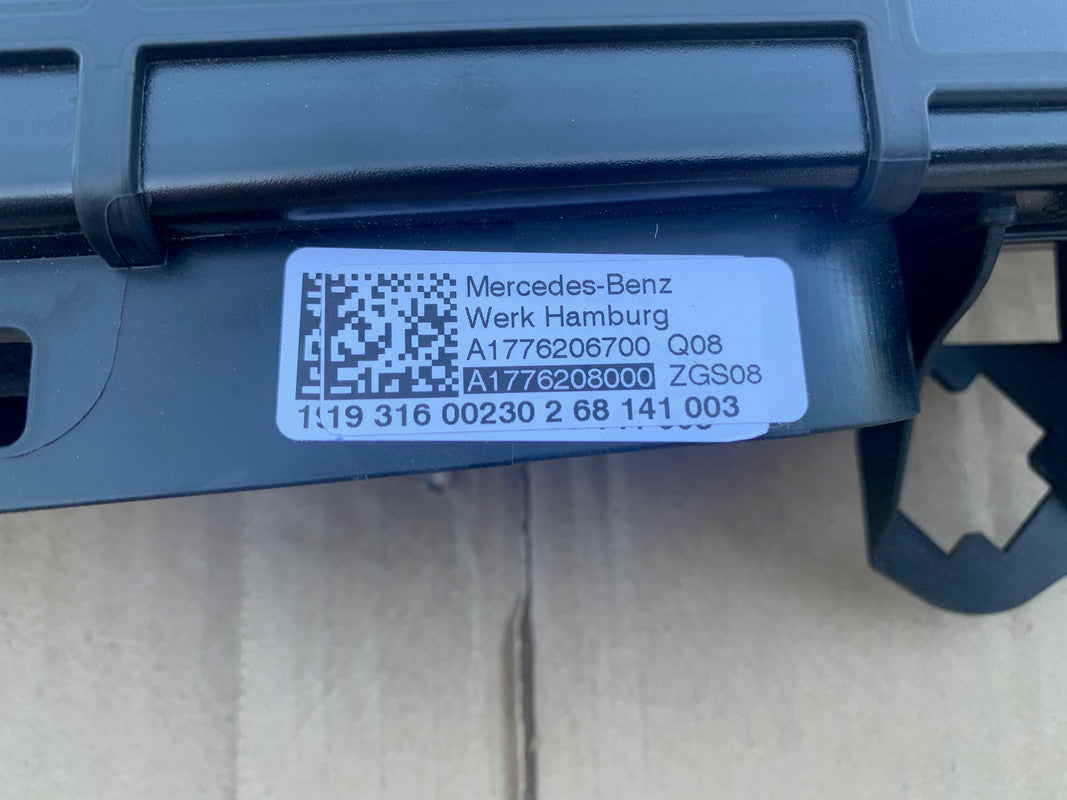 Mercedes-Benz
Werk Hamburg
A1776206700 Q08
A1776208000 ZGS08
19 316 00230 2 68 141 003